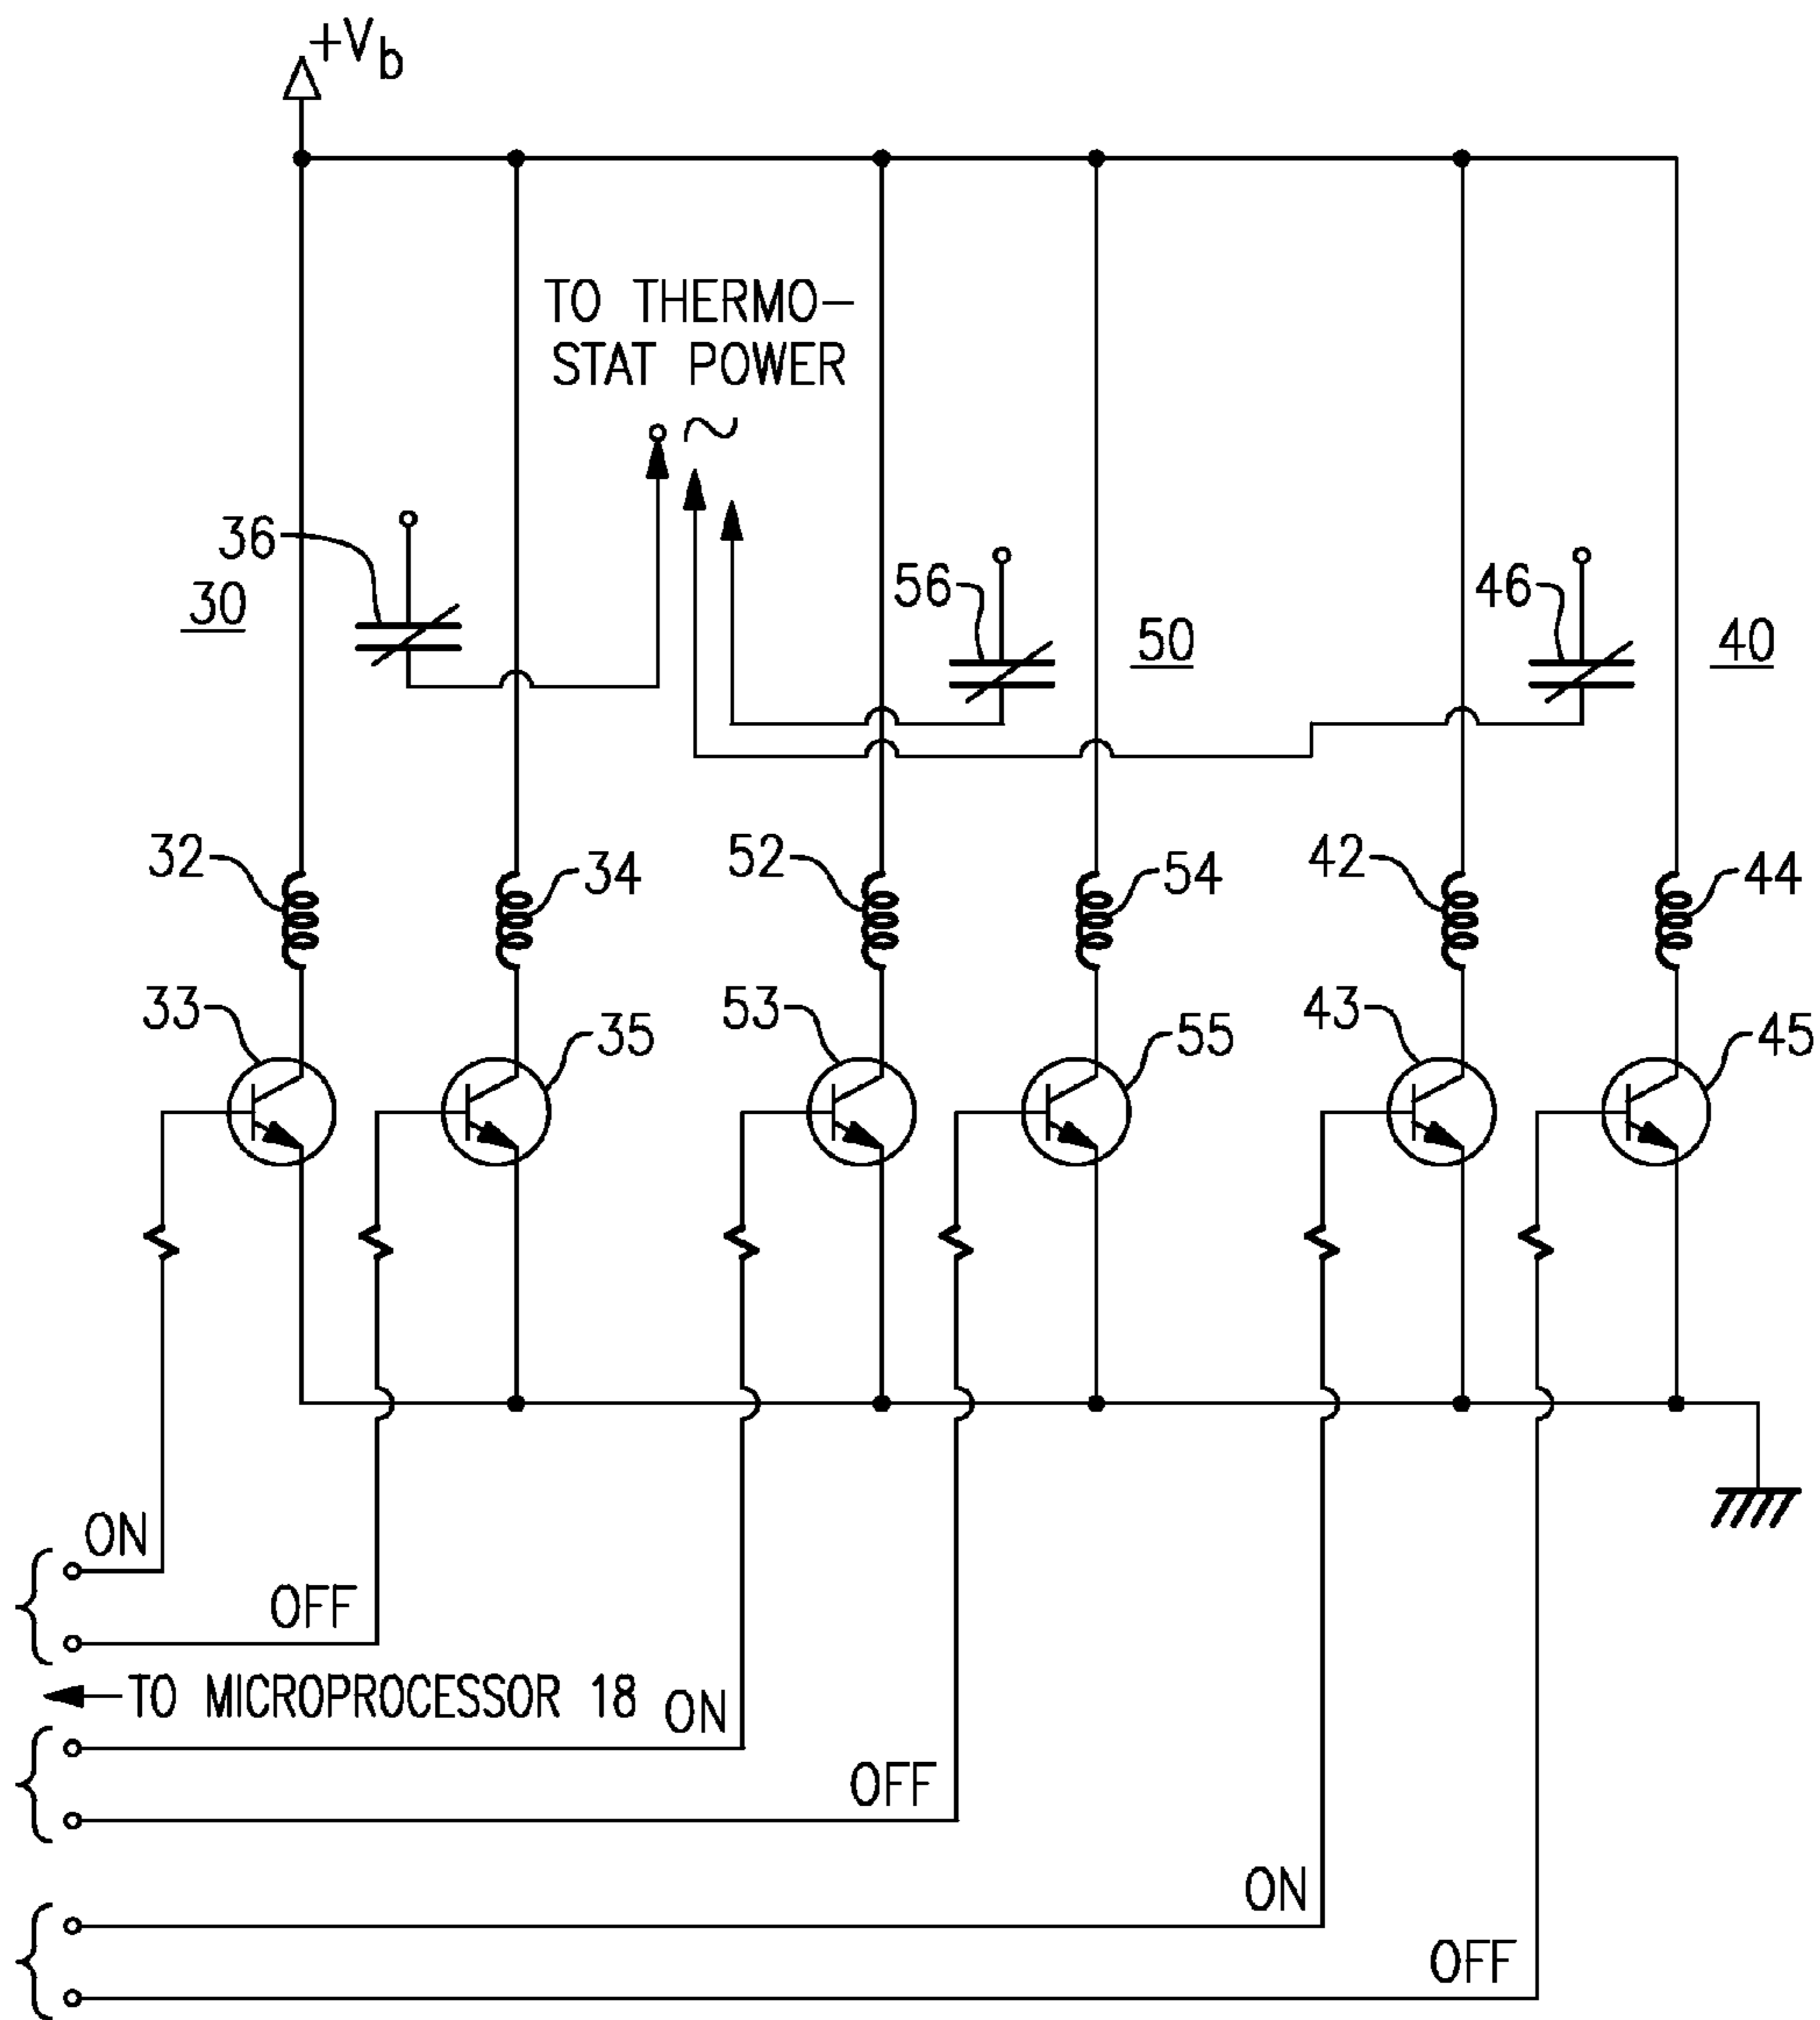 +Vb
TO THERMO-
STAT POWER
~
36
30
56
50
46
40
32
34
52
54
42
44
33
35
53
55
43
45
ON
OFF
TO MICROPROCESSOR 18
ON
OFF
ON
OFF